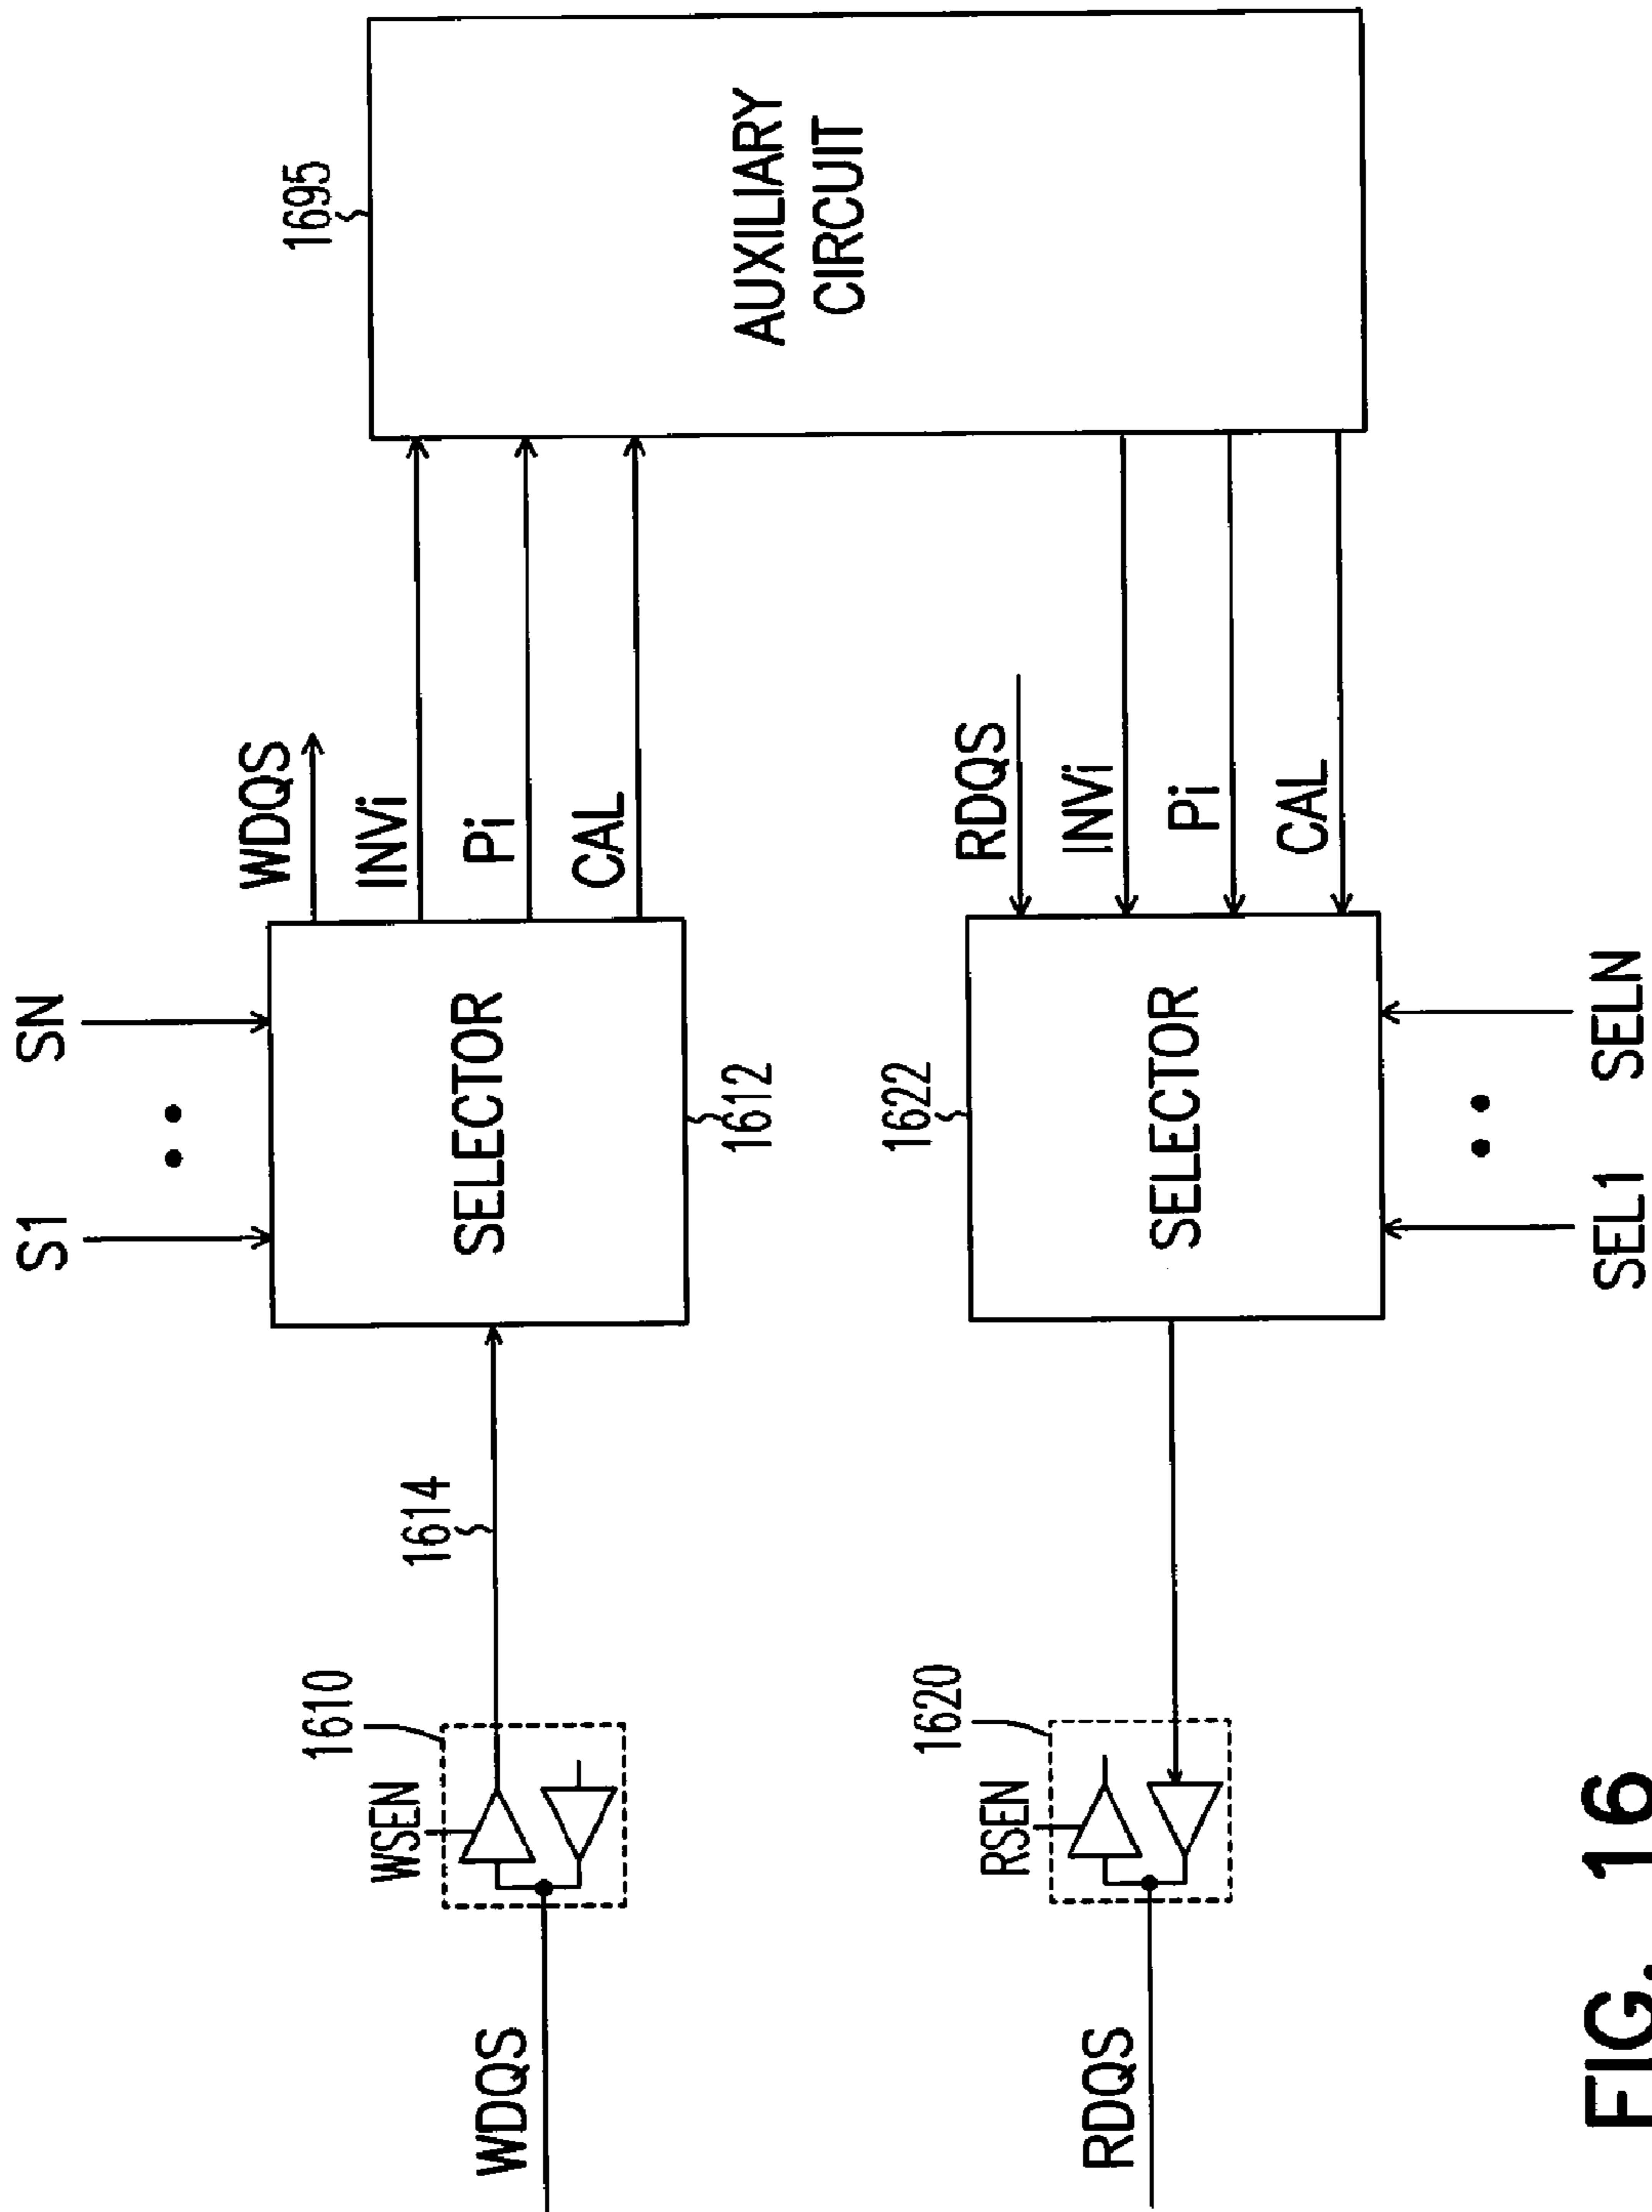 S1
SN
WDQS
WSEN
1610
1614
SELECTOR
1612
WDQS
INVi
Pi
CAL
1695
AUXILIARY
CIRCUIT
RDQS
RSEN
1620
SELECTOR
1622
RDQS
INVi
Pi
CAL
SEL1
SELN
FIG. 16